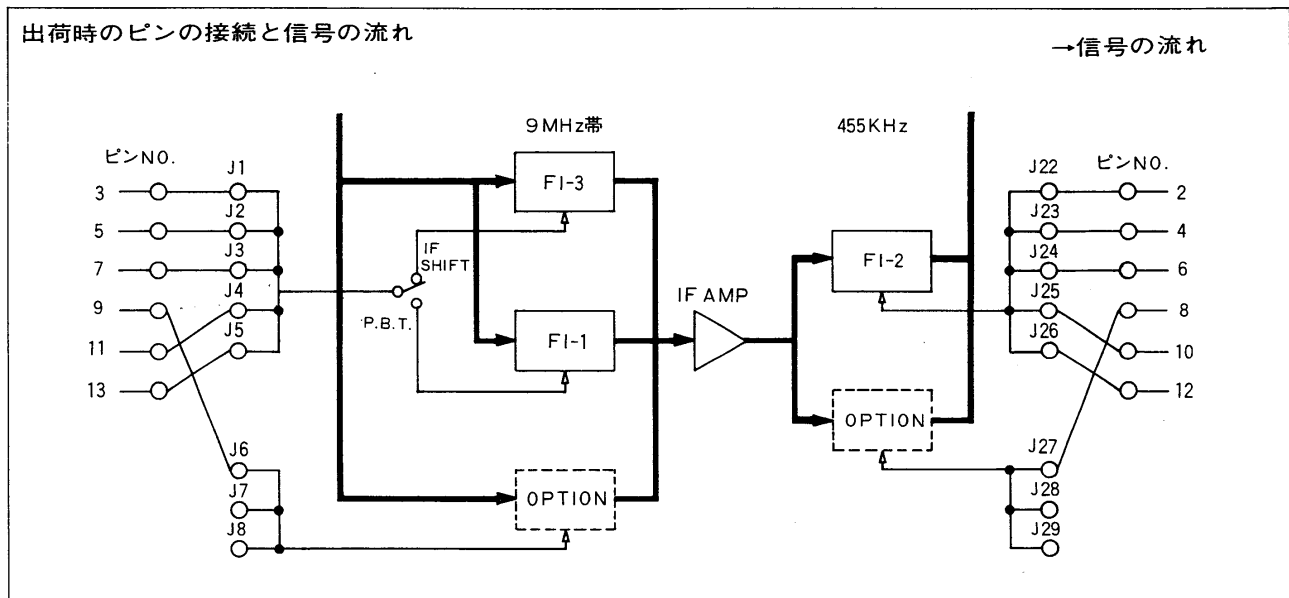 出荷時のピンの接続と信号の流れ
→信号の流れ
9MHz帯
455KHz
ピンNO.
J1
3
J2
5
J3
7
J4
9
J5
11
13
J6
J7
J8
IF
SHIFT
P.B.T.
FI-3
FI-1
OPTION
IF AMP
FI-2
OPTION
J22
ピンNO.
2
J23
4
J24
6
J25
8
J26
10
12
J27
J28
J29